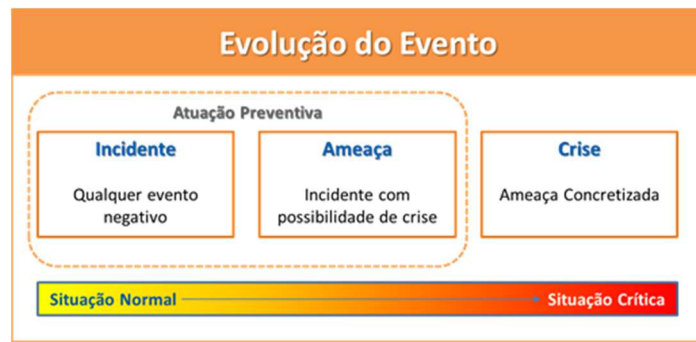 Evolução do Evento
Atuação Preventiva
Incidente
Qualquer evento
negativo
Ameaça
Incidente com
possibilidade de crise
Crise
Ameaça Concretizada
Situação Normal
Situação Crítica